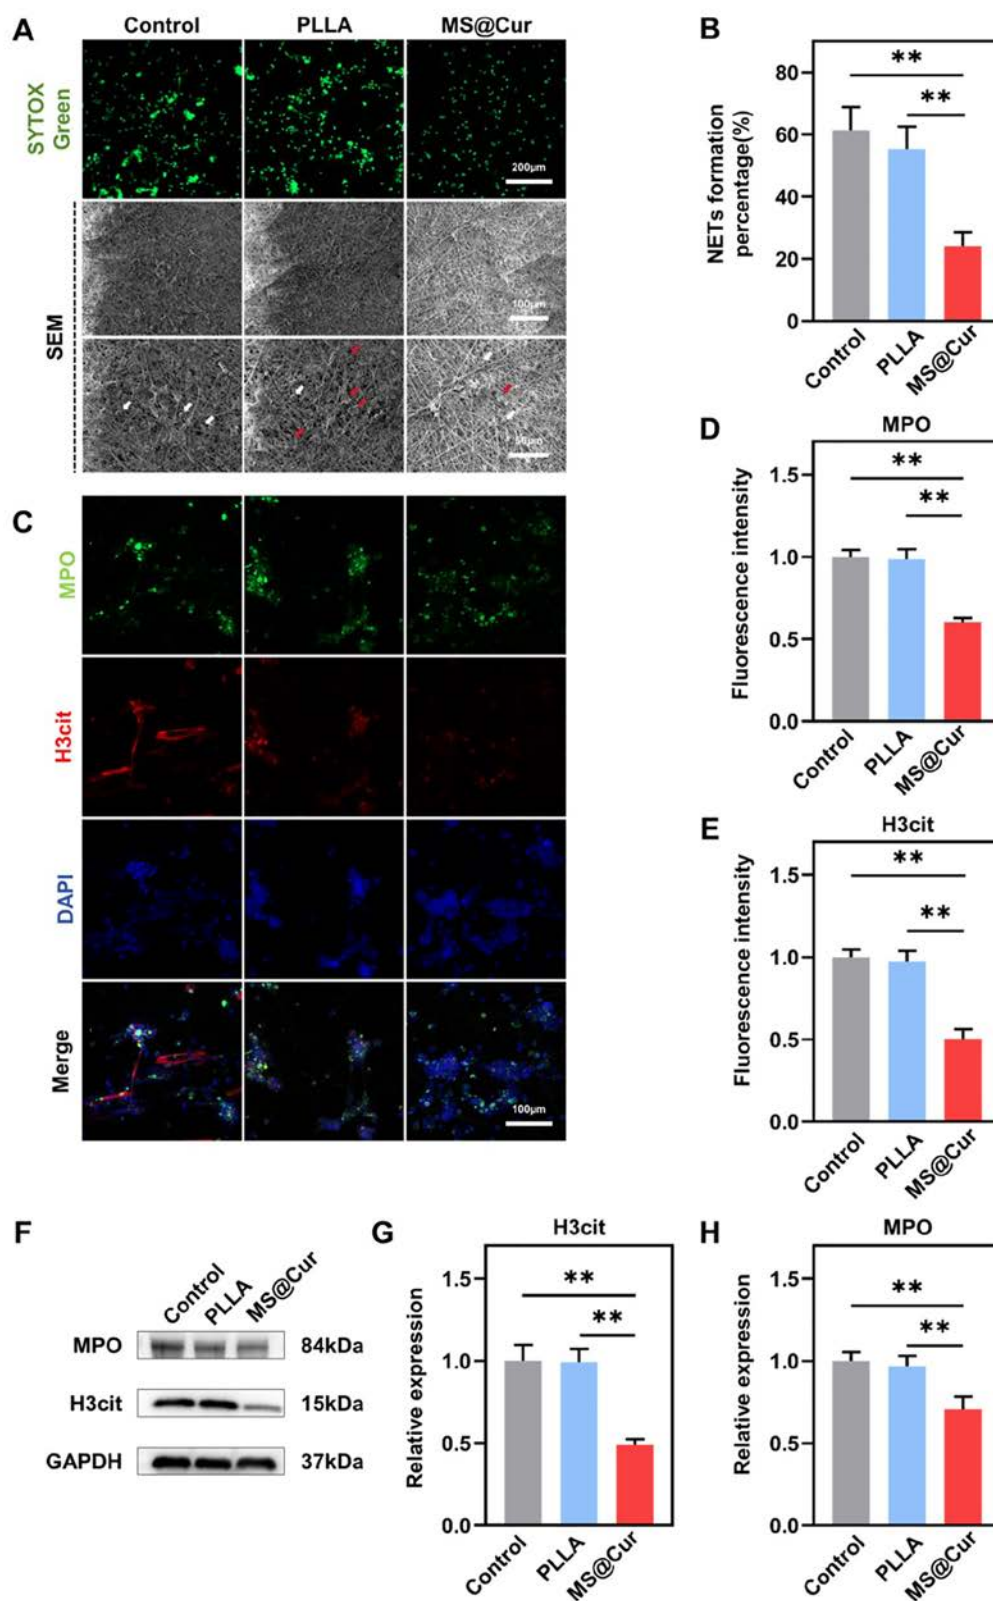 A
Control
PLLA
MS@Cur
SYTOX
Green
200μm
SEM
100μm
B
**
**
80
60
40
20
0
NETs formation
percentage(%)
Control
PLLA
MS@Cur
C
MPO
H3cit
DAPI
Merge
100μm
D
MPO
**
**
1.5
1.0
0.5
0.0
Fluorescence intensity
Control
PLLA
MS@Cur
E
H3cit
**
**
1.5
1.0
0.5
0.0
Fluorescence intensity
Control
PLLA
MS@Cur
F
Control
PLLA
MS@Cur
MPO 84kDa
H3cit 15kDa
GAPDH 37kDa
G
H3cit
**
**
1.5
1.0
0.5
0.0
Relative expression
Control
PLLA
MS@Cur
H
MPO
**
**
1.5
1.0
0.5
0.0
Relative expression
Control
PLLA
MS@Cur